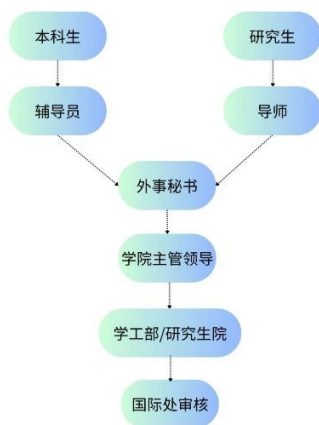 本科生
研究生
辅导员
导师
外事秘书
学院主管领导
学工部/研究生院
国际处审核